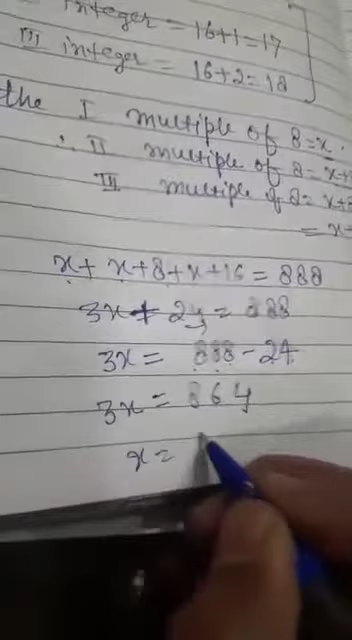 integer = 16+1=17
III integer = 16+2=18
the I multiple of 8=x.
∴ II multiple of 8=x+
III multiple of 8=x+8
=x+
x+x+8+x+16=888
3x+24=888
3x= 888-24
3x= 864
x=